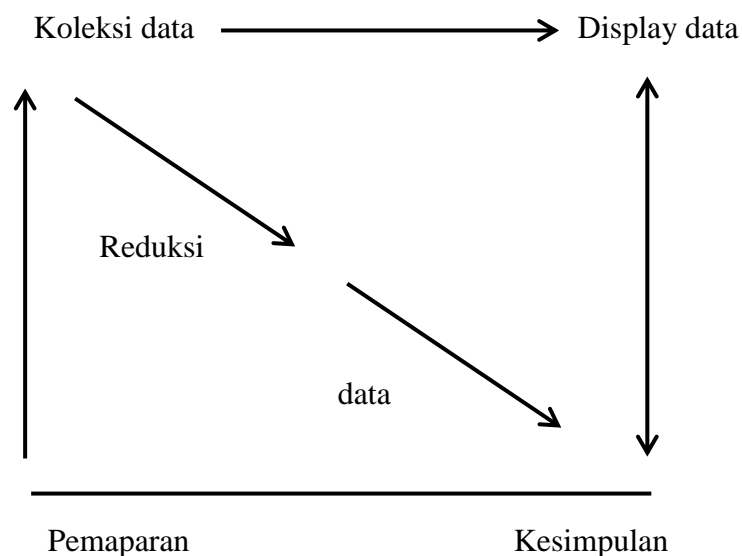 Koleksi data Display data
Reduksi
data
Pemaparan Kesimpulan